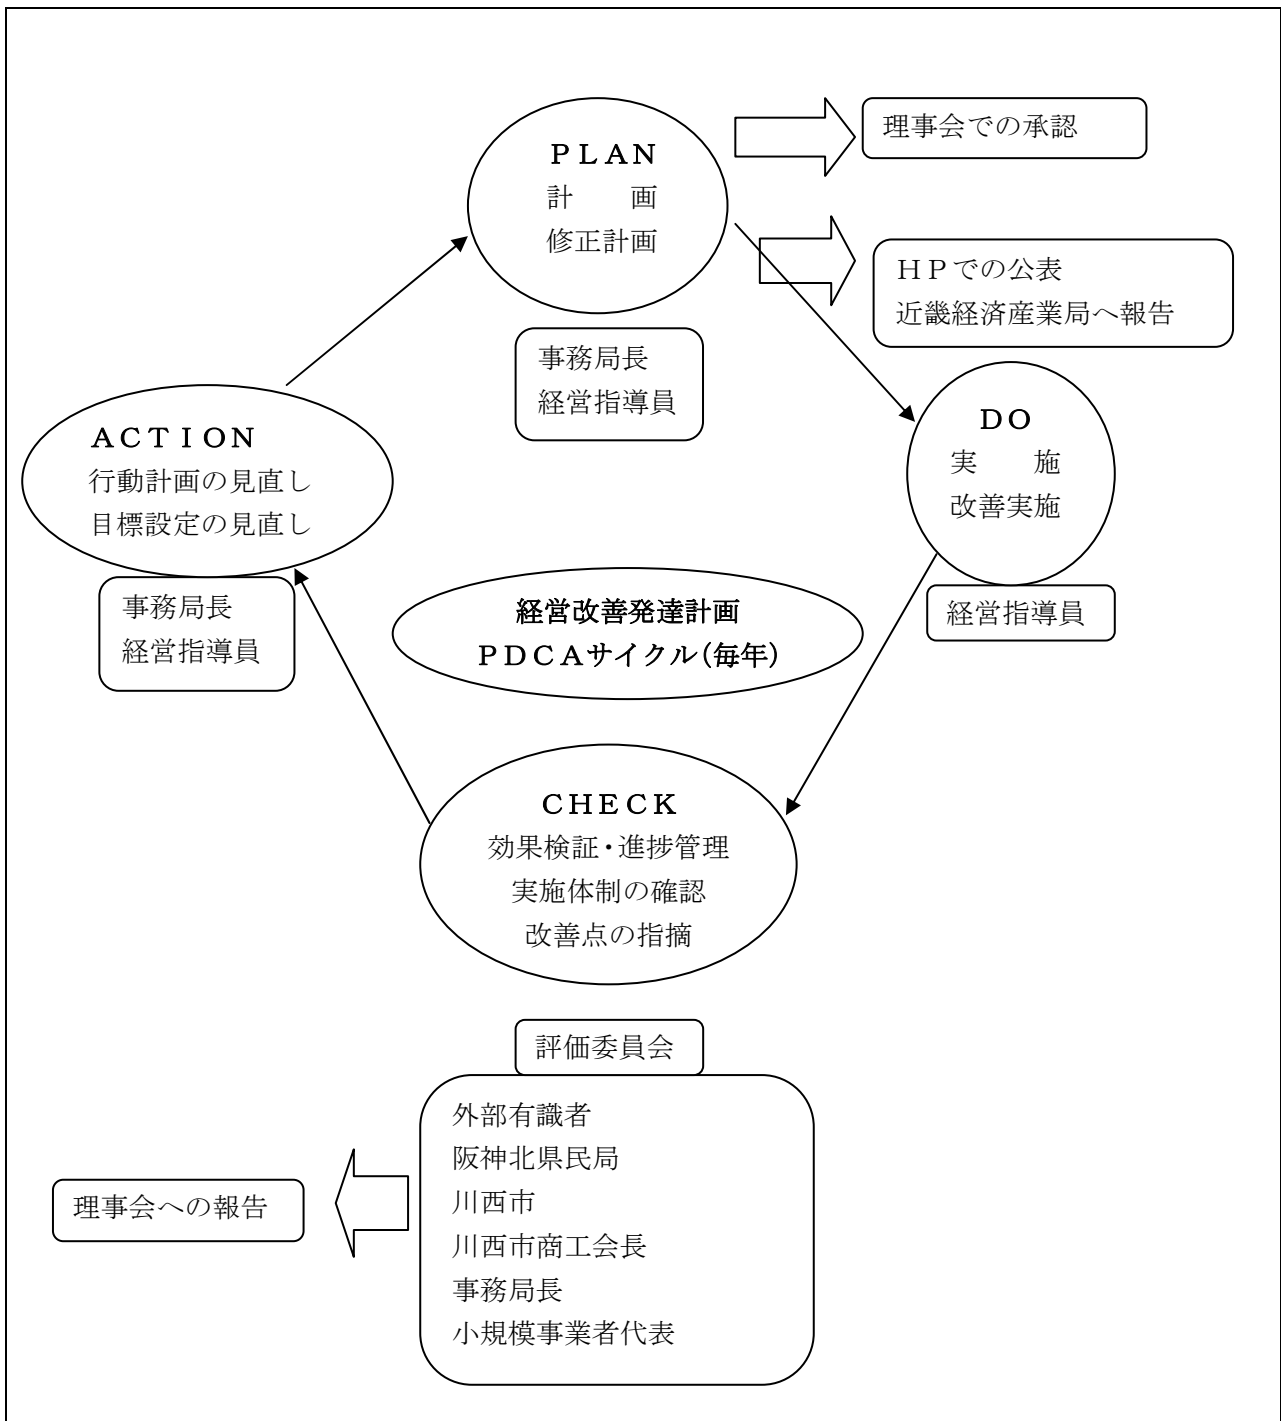 ＰＬＡＮ
計　　画
修正計画
理事会での承認
ＨＰでの公表
近畿経済産業局へ報告
事務局長
経営指導員
ＤＯ
実　　施
改善実施
経営指導員
ＡＣＴＩＯＮ
行動計画の見直し
目標設定の見直し
事務局長
経営指導員
経営改善発達計画
ＰＤＣＡサイクル（毎年）
ＣＨＥＣＫ
効果検証・進捗管理
実施体制の確認
改善点の指摘
評価委員会
外部有識者
阪神北県民局
川西市
川西市商工会長
事務局長
小規模事業者代表
理事会への報告